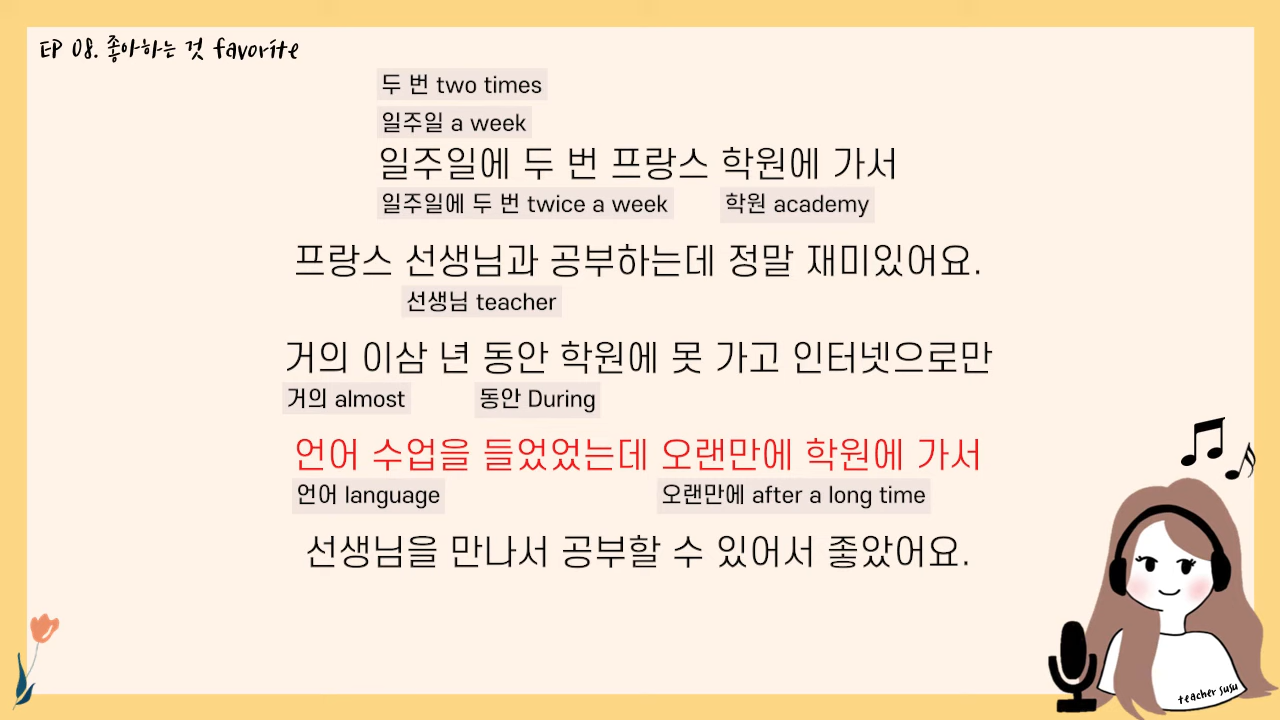 EP 08. 좋아하는 것 favorite
두 번 two times
일주일 a week
일주일에 두 번 프랑스 학원에 가서
일주일에 두 번 twice a week 학원 academy
프랑스 선생님과 공부하는데 정말 재미있어요.
선생님 teacher
거의 이삼 년 동안 학원에 못 가고 인터넷으로만
거의 almost 동안 During
언어 수업을 들었었는데 오랜만에 학원에 가서
언어 language 오랜만에 after a long time
선생님을 만나서 공부할 수 있어서 좋았어요.
teacher susu